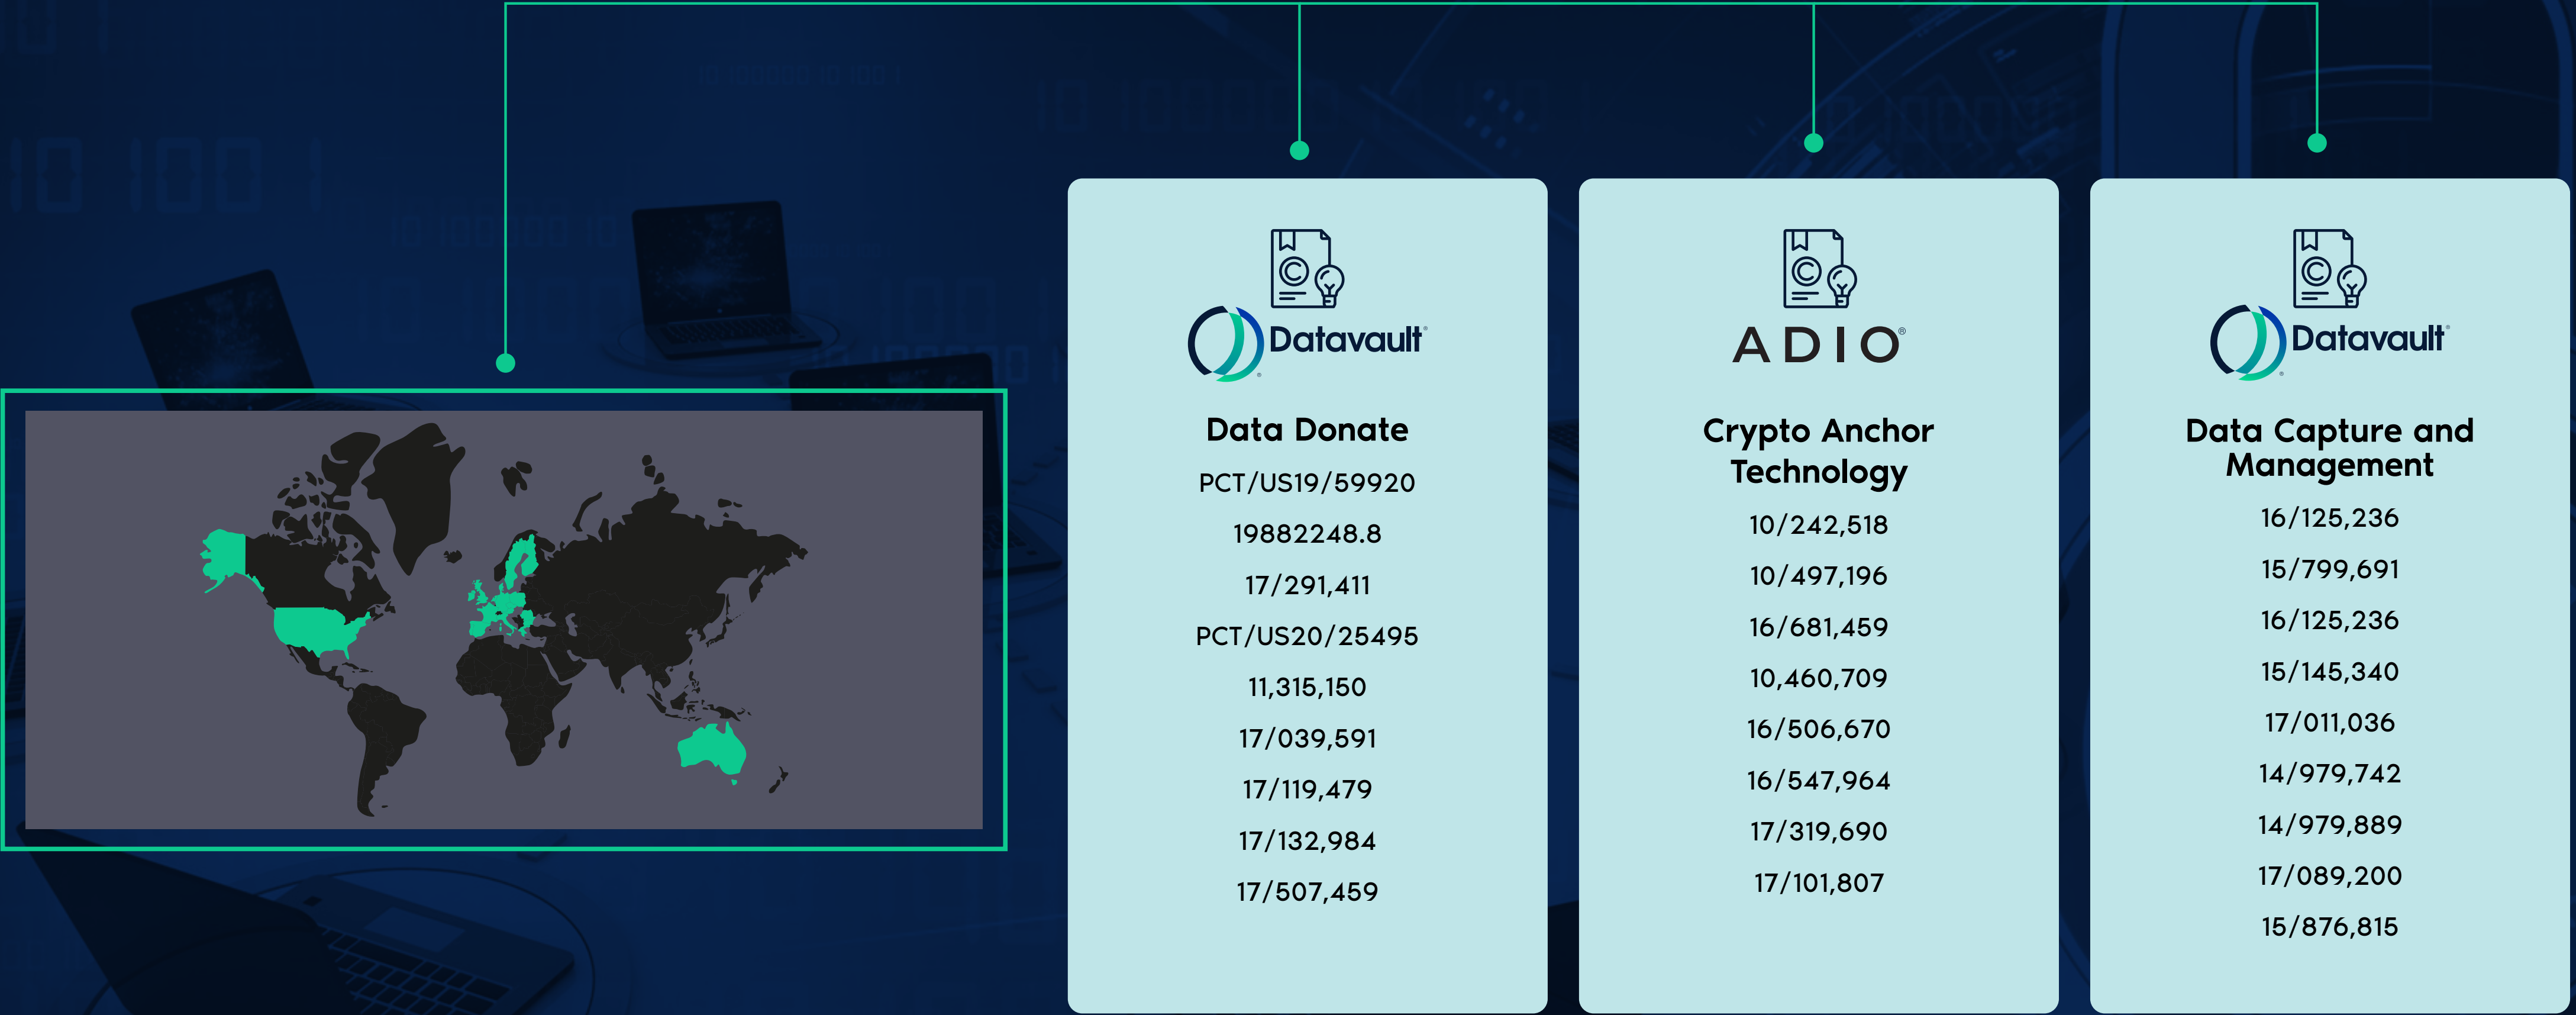 Datavault®
Data Donate
PCT/US19/59920
19882248.8
17/291,411
PCT/US20/25495
11,315,150
17/039,591
17/119,479
17/132,984
17/507,459
ADIO®
Crypto Anchor
Technology
10/242,518
10/497,196
16/681,459
10,460,709
16/506,670
16/547,964
17/319,690
17/101,807
Datavault®
Data Capture and
Management
16/125,236
15/799,691
16/125,236
15/145,340
17/011,036
14/979,742
14/979,889
17/089,200
15/876,815